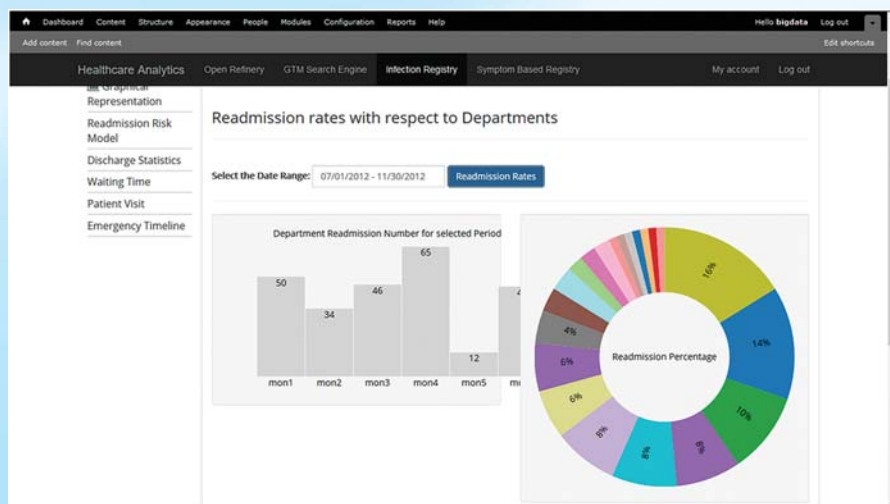 Dashboard Content Structure Appearance People Modules Configuration Reports Help Hello bigdata Log out
Add content Find content Edit shortcuts
Healthcare Analytics Open Refinery GTM Search Engine Infection Registry Symptom Based Registry My account Log out
Graphical
Representation
Readmission Risk
Model
Discharge Statistics
Waiting Time
Patient Visit
Emergency Timeline
Readmission rates with respect to Departments
Select the Date Range: 07/01/2012 - 11/30/2012 Readmission Rates
Department Readmission Number for selected Period
65
50
46
34
12
mon1 mon2 mon3 mon4 mon5
16%
14%
10%
8%
8%
8%
6%
6%
4%
Readmission Percentage